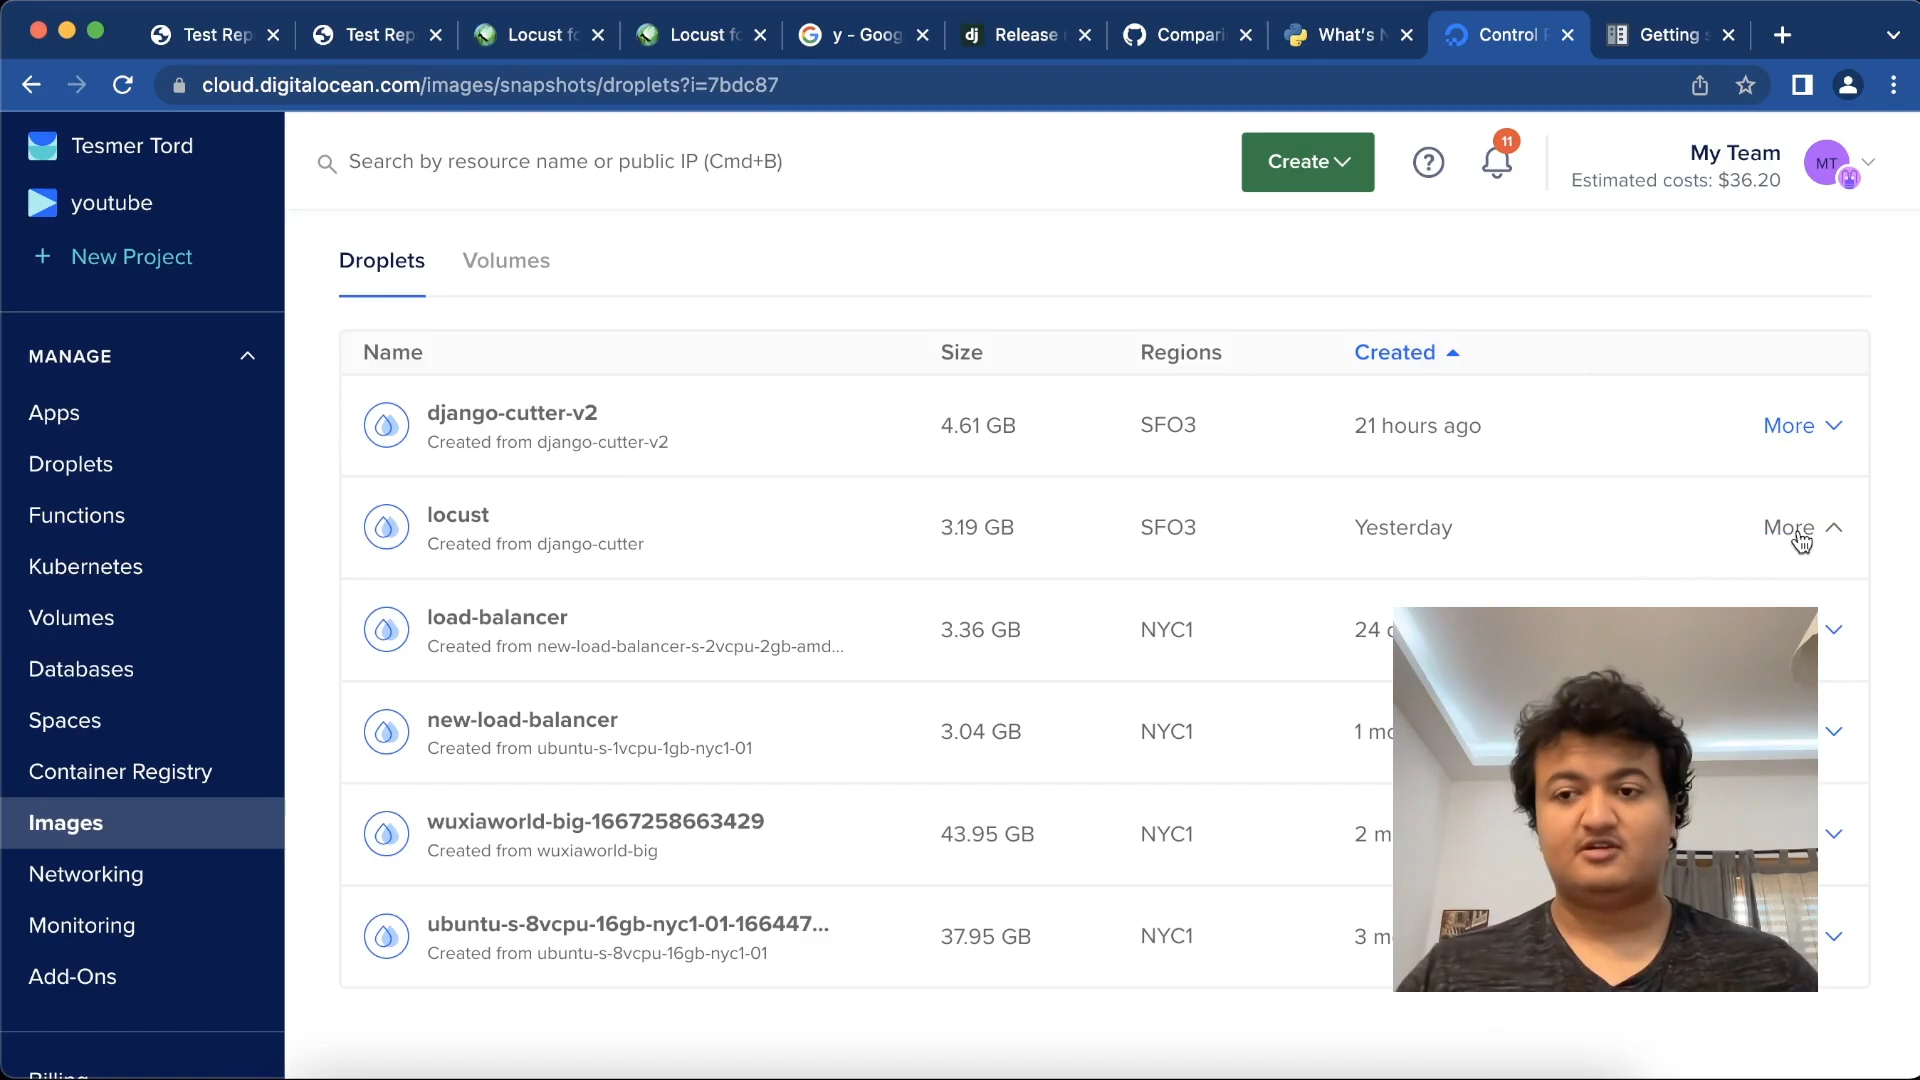 Test Rep
Test Rep
Locust fo
Locust fo
y - Goog
Release
Compari
What's N
Control P
Getting s
cloud.digitalocean.com/images/snapshots/droplets?i=7bdc87
Tesmer Tord
youtube
+ New Project
MANAGE
Apps
Droplets
Functions
Kubernetes
Volumes
Databases
Spaces
Container Registry
Images
Networking
Monitoring
Add-Ons
Billing
Search by resource name or public IP (Cmd+B)
Create
?
11
My Team
Estimated costs: $36.20
MT
Droplets
Volumes
Name Size Regions Created
django-cutter-v2
Created from django-cutter-v2
4.61 GB SFO3 21 hours ago More
locust
Created from django-cutter
3.19 GB SFO3 Yesterday More
load-balancer
Created from new-load-balancer-s-2vcpu-2gb-amd...
3.36 GB NYC1 24
new-load-balancer
Created from ubuntu-s-1vcpu-1gb-nyc1-01
3.04 GB NYC1 1 mo
wuxiaworld-big-1667258663429
Created from wuxiaworld-big
43.95 GB NYC1 2 m
ubuntu-s-8vcpu-16gb-nyc1-01-166447...
Created from ubuntu-s-8vcpu-16gb-nyc1-01
37.95 GB NYC1 3 m